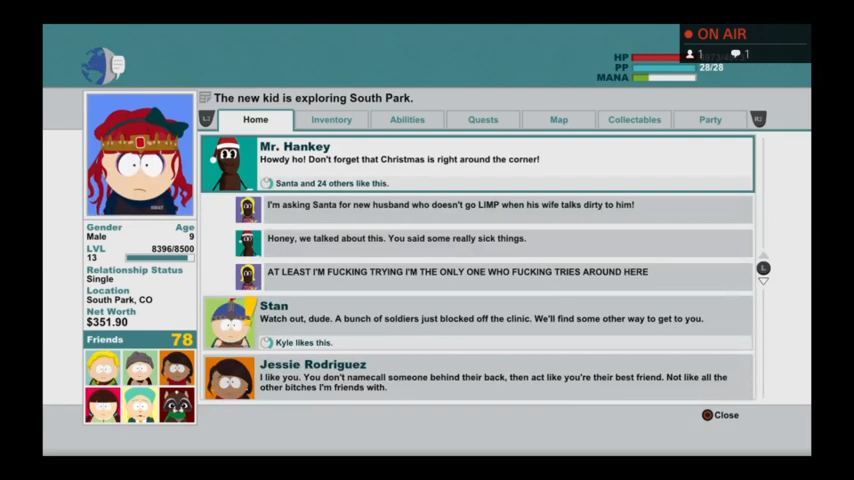 ON AIR
1
1
HP
PP
28/28
MANA
The new kid is exploring South Park.
L1
Home
Inventory
Abilities
Quests
Map
Collectables
Party
Mr. Hankey
Howdy ho! Don't forget that Christmas is right around the corner!
Santa and 24 others like this.
I'm asking Santa for new husband who doesn't go LIMP when his wife talks dirty to him!
Honey, we talked about this. You said some really sick things.
AT LEAST I'M FUCKING TRYING I'M THE ONLY ONE WHO FUCKING TRIES AROUND HERE
Gender
Age
Male
9
LVL
8396/8500
13
Relationship Status
Single
Location
South Park, CO
Net Worth
$351.90
Friends
78
L
Stan
Watch out, dude. A bunch of soldiers just blocked off the clinic. We'll find some other way to get to you.
Kyle likes this.
Jessie Rodriguez
I like you. You don't namecall someone behind their back, then act like you're their best friend. Not like all the
other bitches I'm friends with.
Close